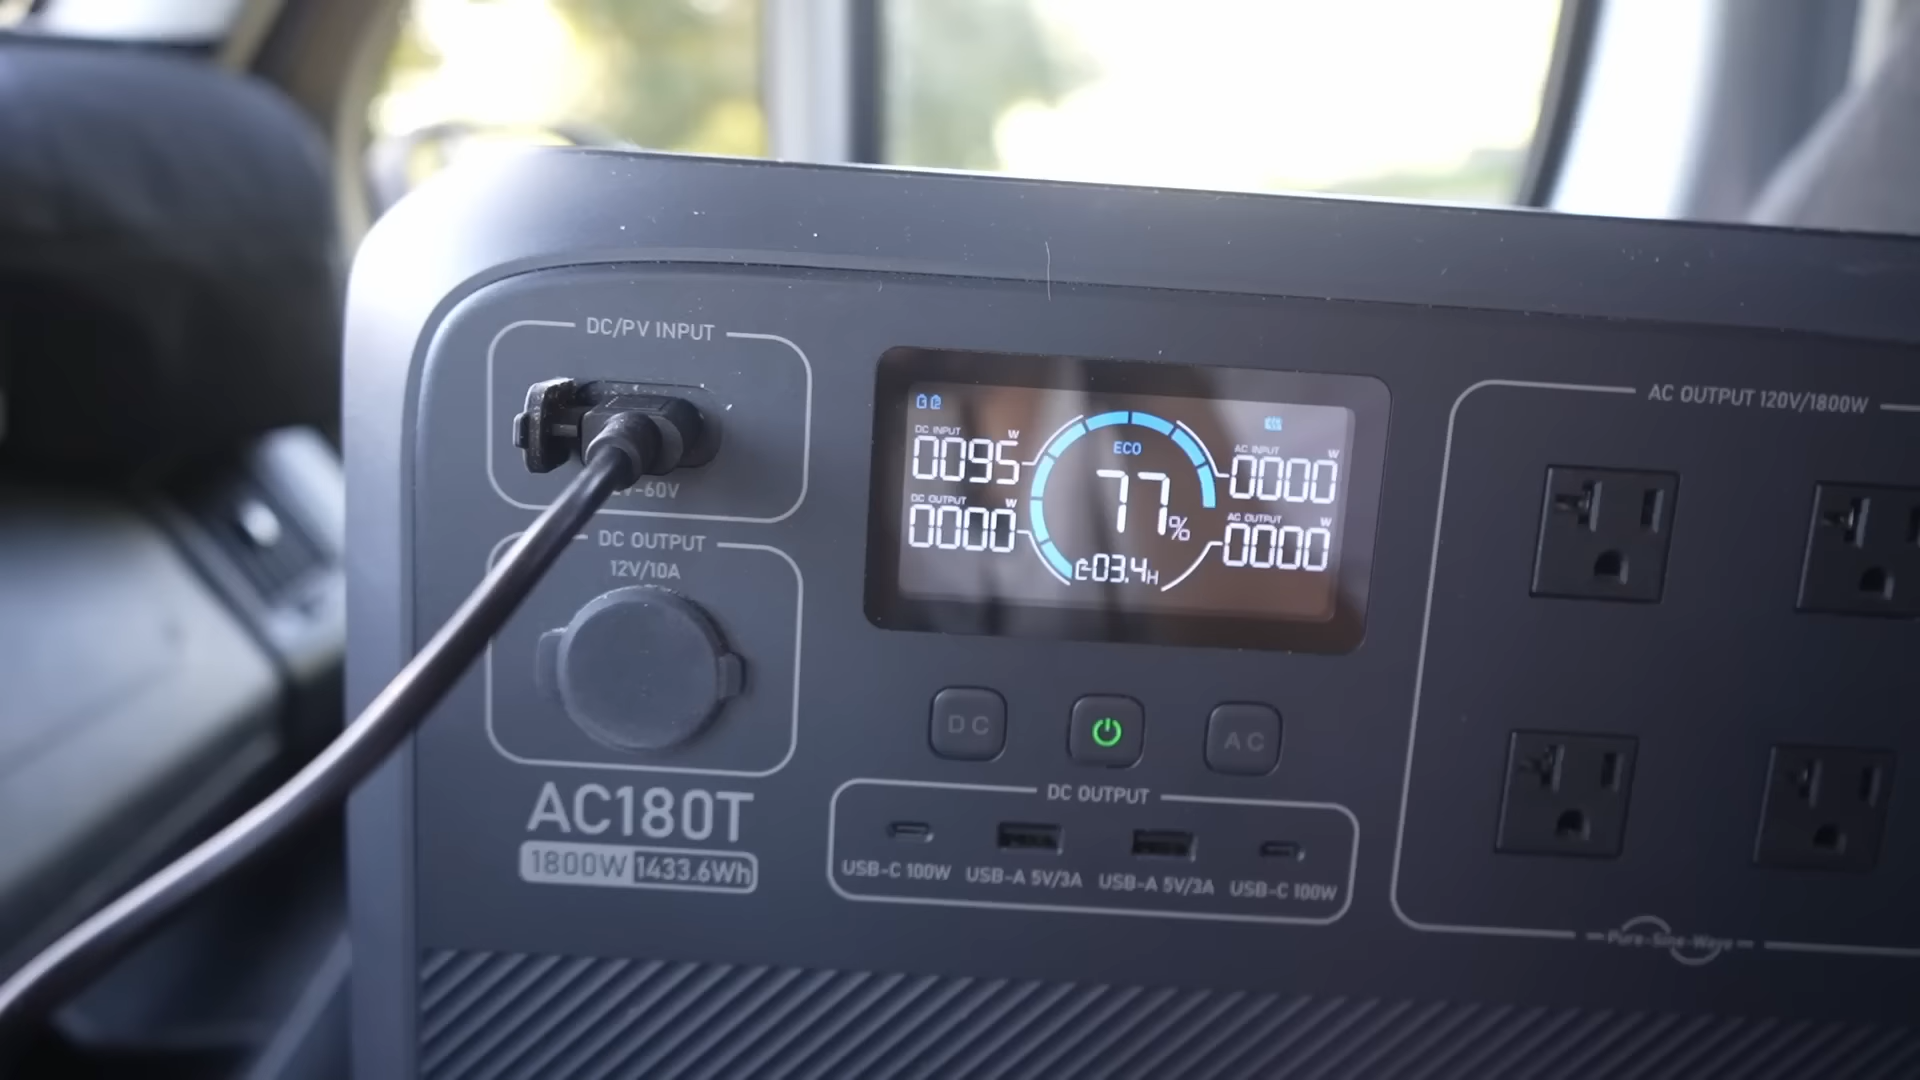 DC/PV INPUT
V-60V
DC OUTPUT
12V/10A
AC180T
1800W 1433.6Wh
DC INPUT
W
0095
DC OUTPUT
W
0000
ECO
77%
03.4H
AC INPUT
W
0000
AC OUTPUT
W
0000
DC
AC
DC OUTPUT
USB-C 100W
USB-A 5V/3A
USB-A 5V/3A
USB-C 100W
AC OUTPUT 120V/1800W
Pure Sine Wave